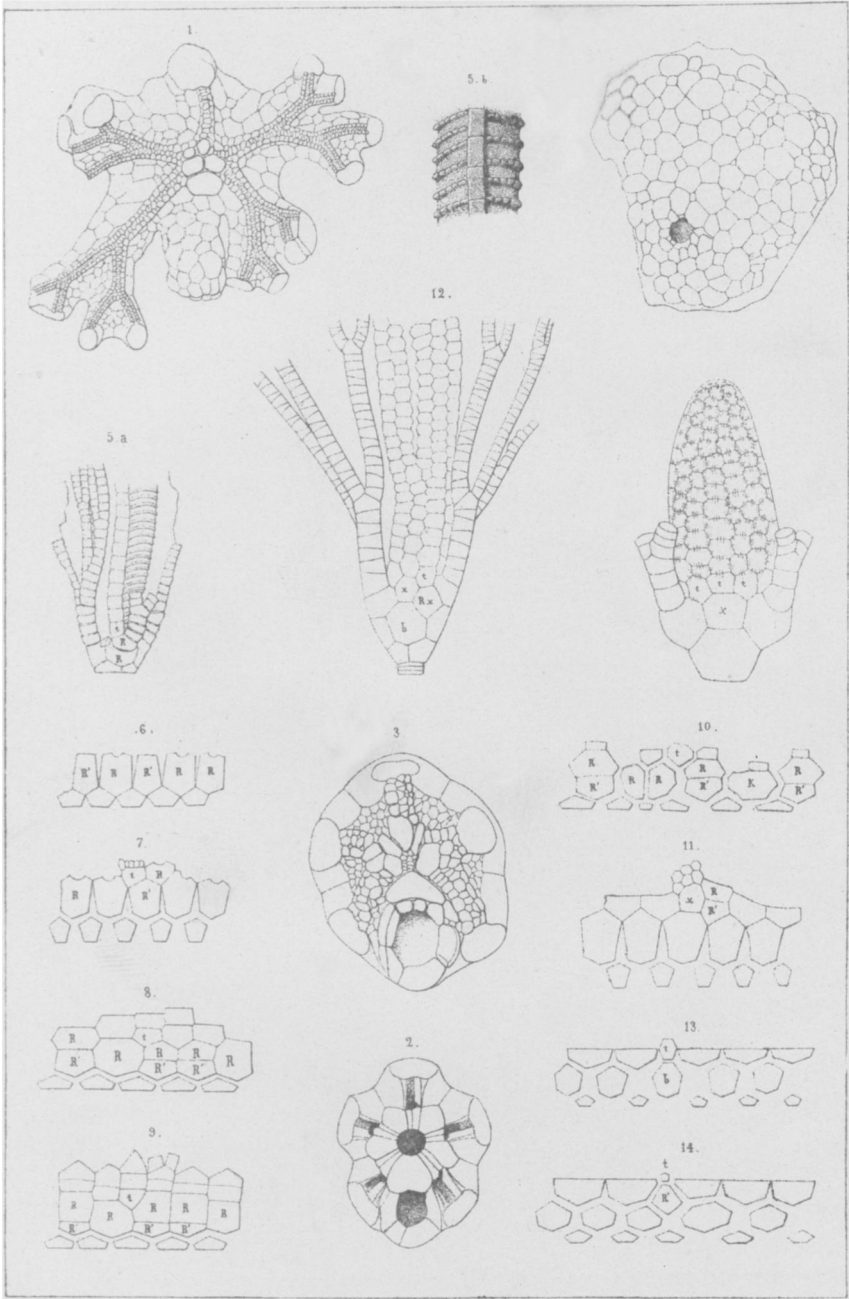 1.
5.b.
12.
5 a
t
x
R x
b
t t t
x
t
R
R
.6.
R' R R' R R
3
10.
R t R R
R' R R R' K R'
7.
t R
R R'
11.
R
x R'
8.
R t
R' R R R R
R' R''
13.
t
b
2.
9.
t
R R R R R
R R' R'
14.
t
R'